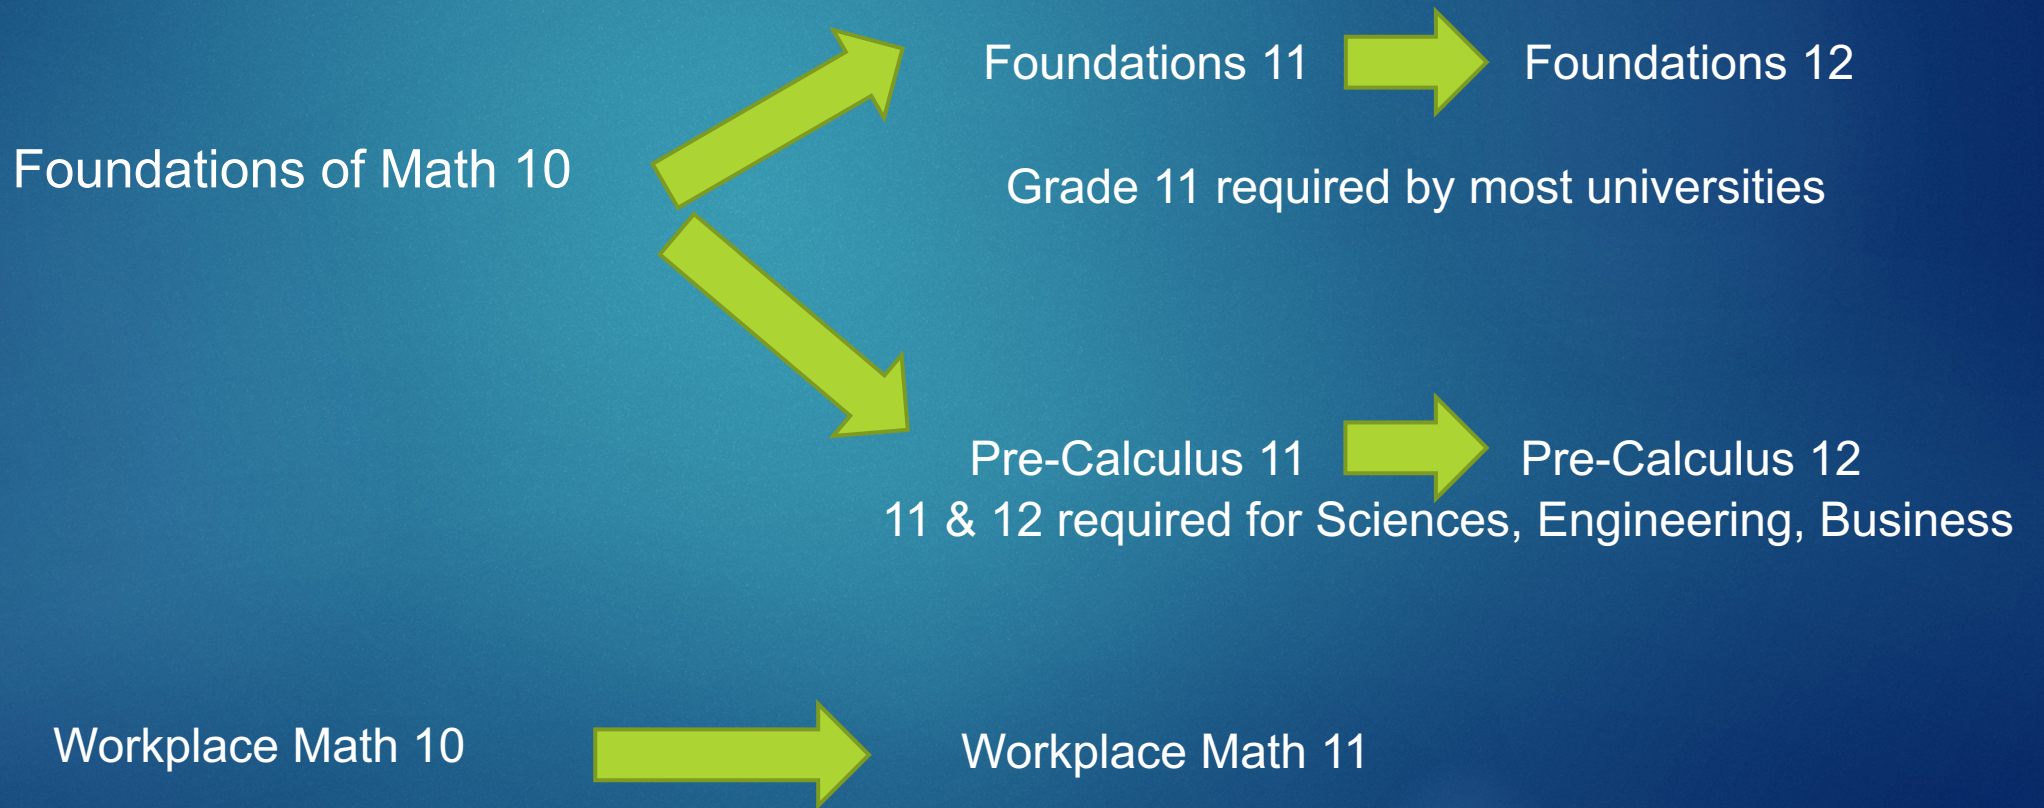 Foundations of Math 10
Foundations 11
Foundations 12
Grade 11 required by most universities
Pre-Calculus 11
Pre-Calculus 12
11 & 12 required for Sciences, Engineering, Business
Workplace Math 10
Workplace Math 11